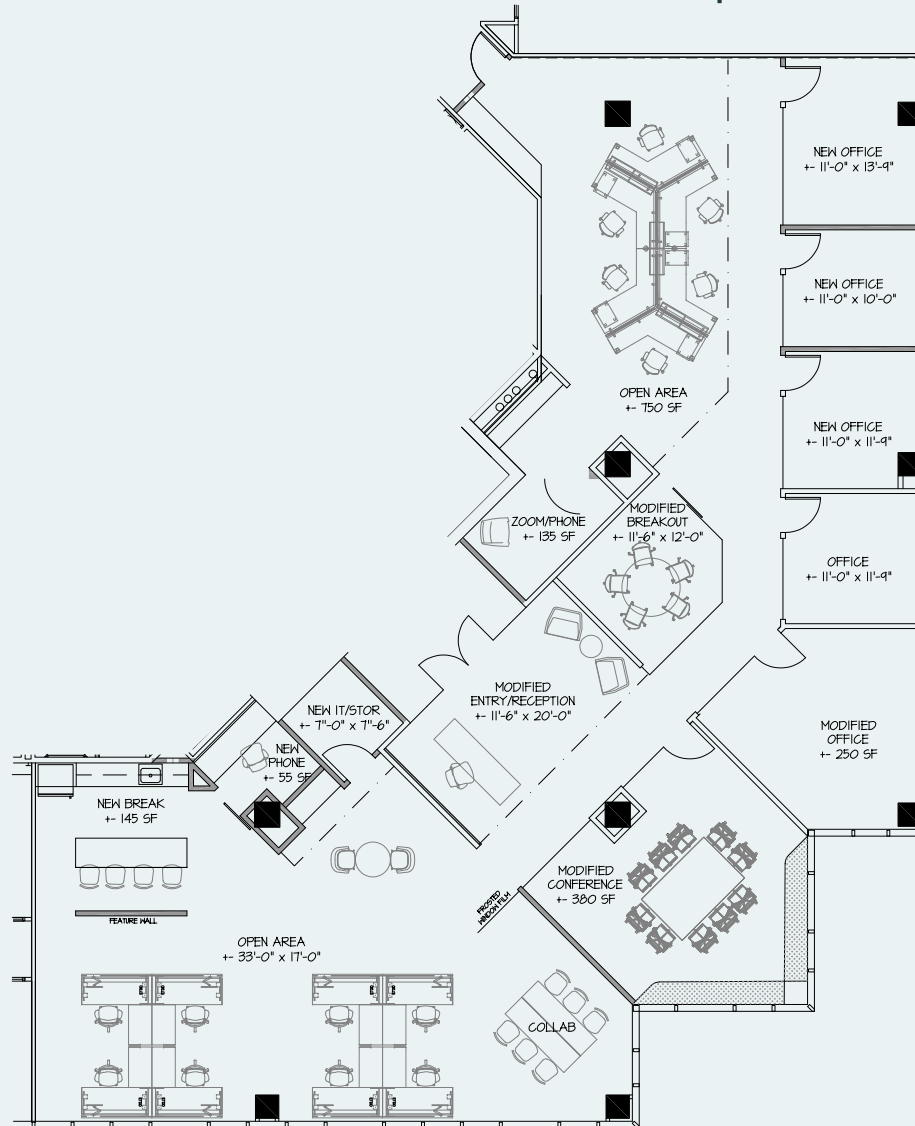 NEW OFFICE
+- 11'-0" x 13'-9"
NEW OFFICE
+- 11'-0" x 10'-0"
OPEN AREA
+- 750 SF
NEW OFFICE
+- 11'-0" x 11'-9"
ZOOM/PHONE
+- 135 SF
MODIFIED
BREAKOUT
+- 11'-6" x 12'-0"
OFFICE
+- 11'-0" x 11'-9"
MODIFIED
ENTRY/RECEPTION
+- 11'-6" x 20'-0"
NEW IT/STOR
+- 7"-0" x 7"-6"
MODIFIED
OFFICE
+- 250 SF
NEW
PHONE
+- 55 SF
NEW BREAK
+- 145 SF
MODIFIED
CONFERENCE
+- 380 SF
FROSTED
WINDOW FILM
FEATURE WALL
OPEN AREA
+- 33'-0" x 17'-0"
COLLAB